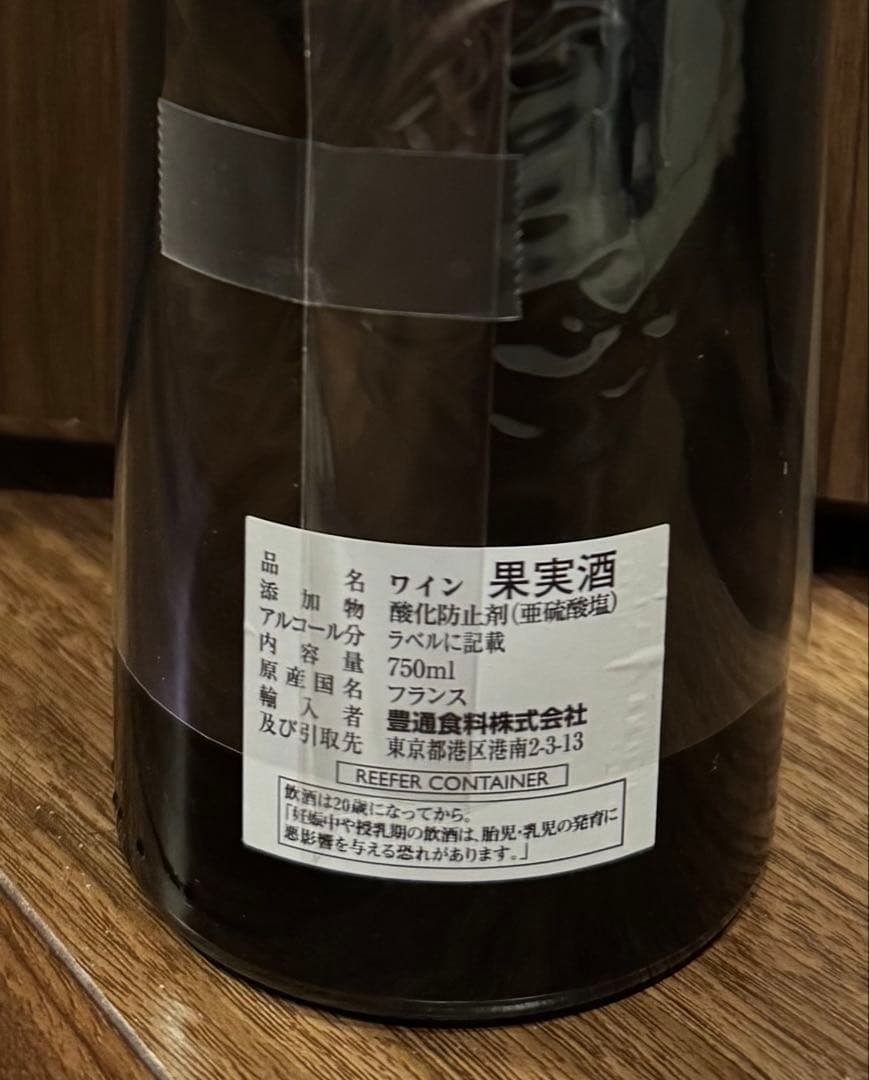 品名 ワイン 果実酒
添加物 酸化防止剤(亜硫酸塩)
アルコール分 ラベルに記載
内容量 750ml
原産国名 フランス
輸入者 豊通食料株式会社
及び引取先 東京都港区港南2-3-13
REEFER CONTAINER
飲酒は20歳になってから。
「妊娠中や授乳期の飲酒は、胎児・乳児の発育に
悪影響を与える恐れがあります。」